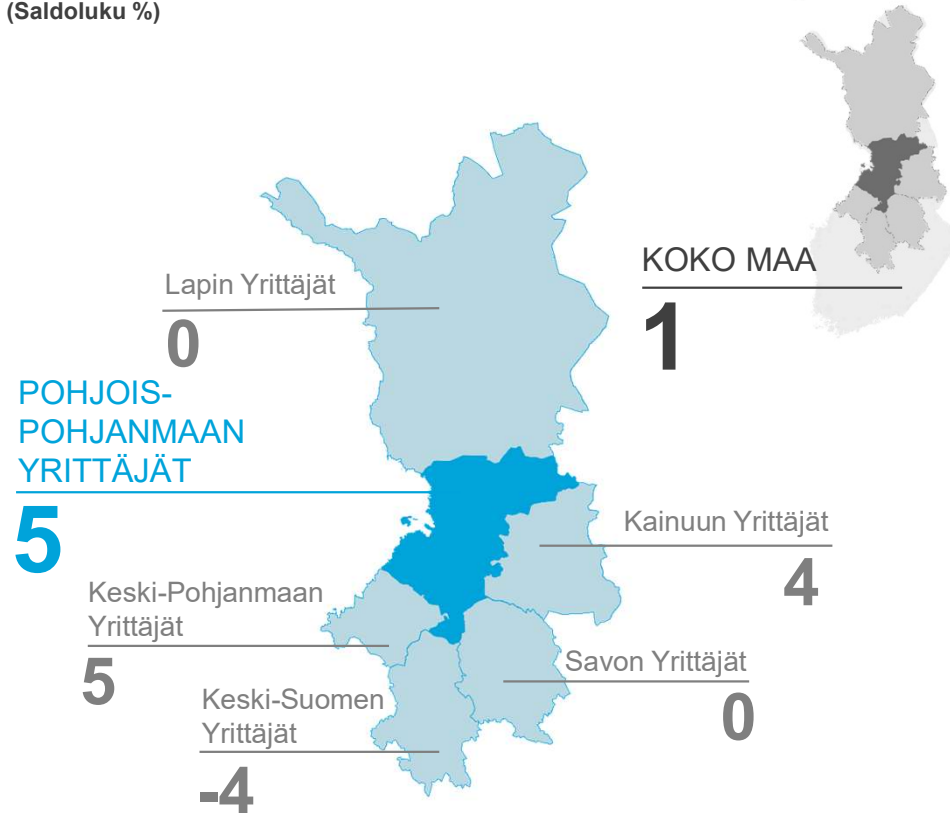 (Saldoluku %)
KOKO MAA
1
Lapin Yrittäjät
0
POHJOIS-
POHJANMAAN
YRITTÄJÄT
5
Kainuun Yrittäjät
4
Keski-Pohjanmaan
Yrittäjät
5
Savon Yrittäjät
0
Keski-Suomen
Yrittäjät
-4